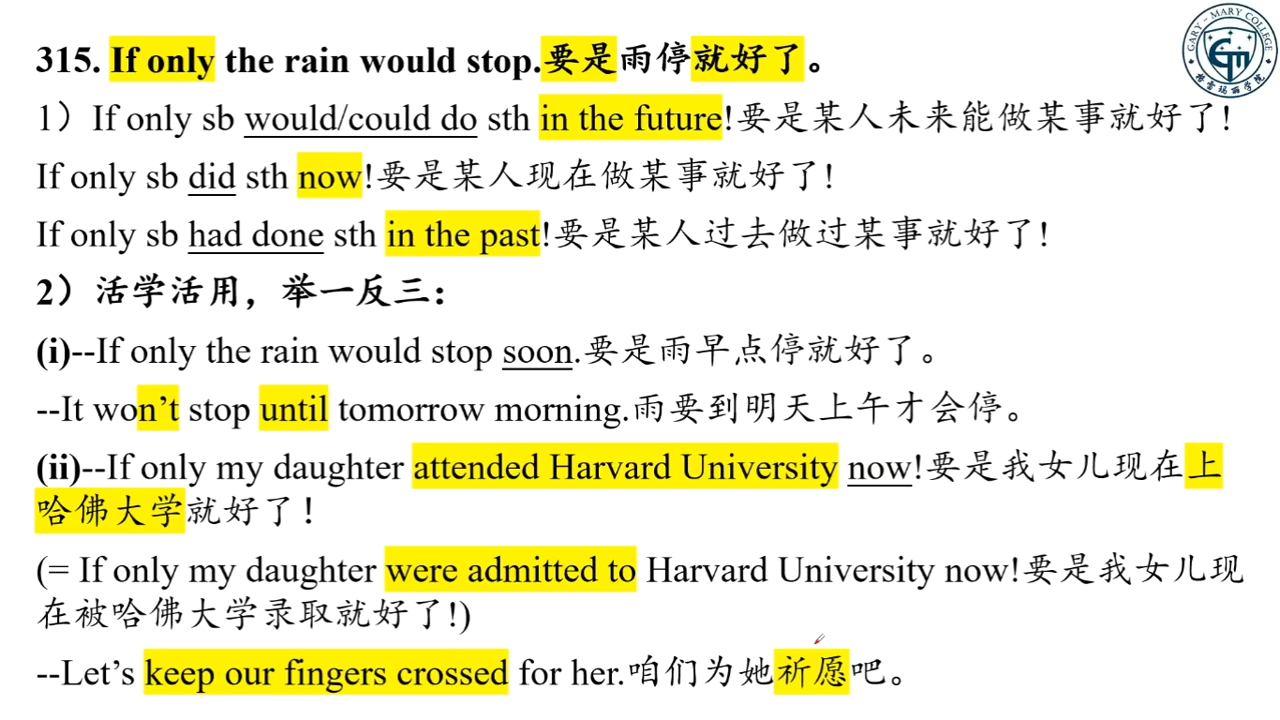 315. If only the rain would stop.要是雨停就好了。
1）If only sb would/could do sth in the future!要是某人未来能做某事就好了!
If only sb did sth now!要是某人现在做某事就好了!
If only sb had done sth in the past!要是某人过去做过某事就好了!
2）活学活用，举一反三：
(i)--If only the rain would stop soon.要是雨早点停就好了。
--It won’t stop until tomorrow morning.雨要到明天上午才会停。
(ii)--If only my daughter attended Harvard University now!要是我女儿现在上
哈佛大学就好了!
(= If only my daughter were admitted to Harvard University now!要是我女儿现
在被哈佛大学录取就好了!)
--Let’s keep our fingers crossed for her.咱们为她祈愿吧。
GARY - MARY COLLEGE
格雷玛丽学院